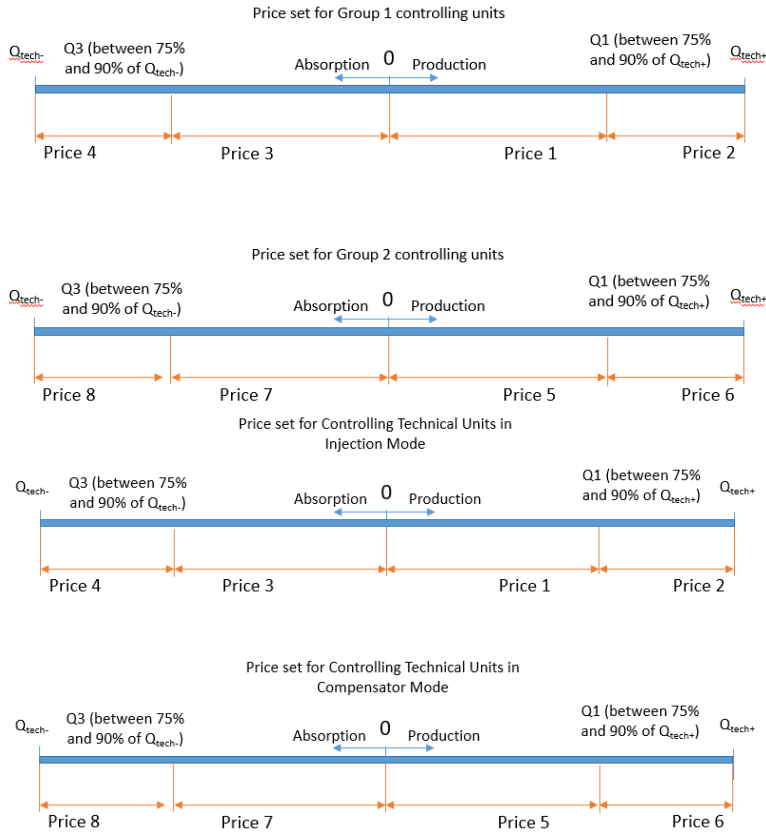 Price set for Group 1 controlling units
Qtech-
Q3 (between 75%
and 90% of Qtech-)
Absorption 0 Production
Q1 (between 75%
and 90% of Qtech+)
Qtech+
Price 4
Price 3
Price 1
Price 2
Price set for Group 2 controlling units
Qtech-
Q3 (between 75%
and 90% of Qtech-)
Absorption 0 Production
Q1 (between 75%
and 90% of Qtech+)
Qtech+
Price 8
Price 7
Price 5
Price 6
Price set for Controlling Technical Units in
Injection Mode
Qtech-
Q3 (between 75%
and 90% of Qtech-)
Absorption 0 Production
Q1 (between 75%
and 90% of Qtech+)
Qtech+
Price 4
Price 3
Price 1
Price 2
Price set for Controlling Technical Units in
Compensator Mode
Qtech-
Q3 (between 75%
and 90% of Qtech-)
Absorption 0 Production
Q1 (between 75%
and 90% of Qtech+)
Qtech+
Price 8
Price 7
Price 5
Price 6